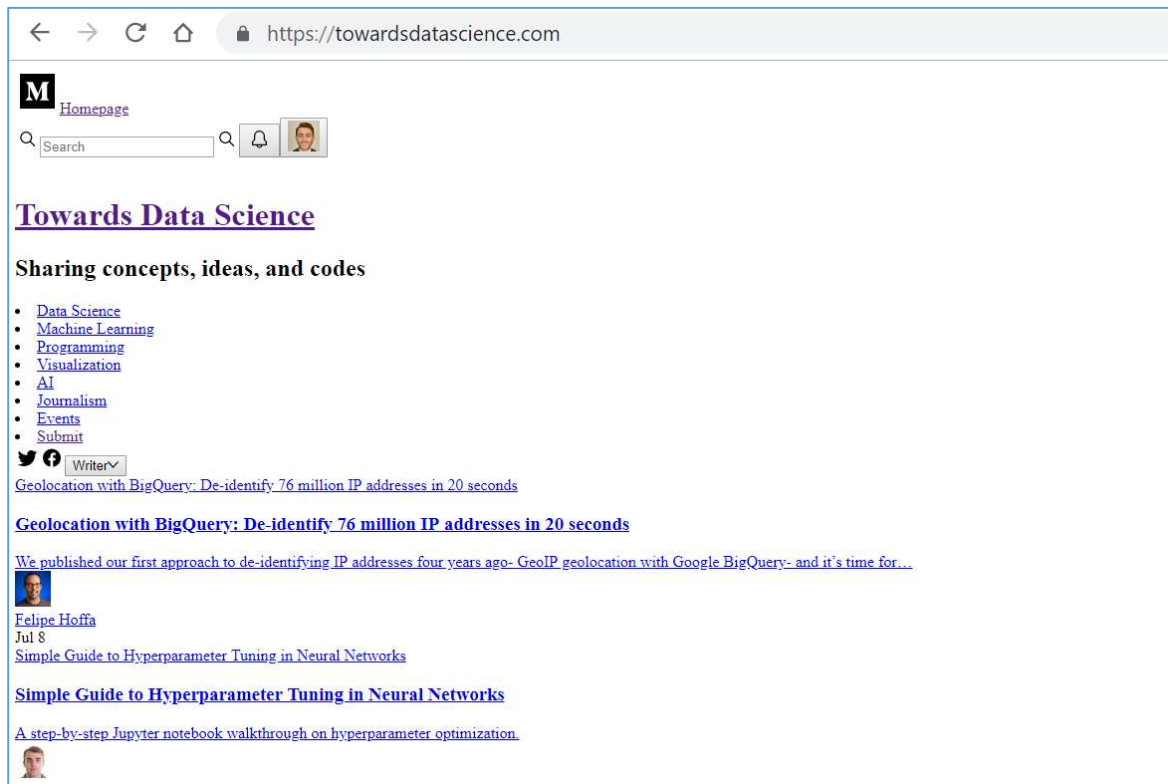 https://towardsdatascience.com
M Homepage
Search
Towards Data Science
Sharing concepts, ideas, and codes
• Data Science
• Machine Learning
• Programming
• Visualization
• AI
• Journalism
• Events
• Submit
Writer
Geolocation with BigQuery: De-identify 76 million IP addresses in 20 seconds
Geolocation with BigQuery: De-identify 76 million IP addresses in 20 seconds
We published our first approach to de-identifying IP addresses four years ago- GeoIP geolocation with Google BigQuery- and it’s time for…
Felipe Hoffa
Jul 8
Simple Guide to Hyperparameter Tuning in Neural Networks
Simple Guide to Hyperparameter Tuning in Neural Networks
A step-by-step Jupyter notebook walkthrough on hyperparameter optimization.